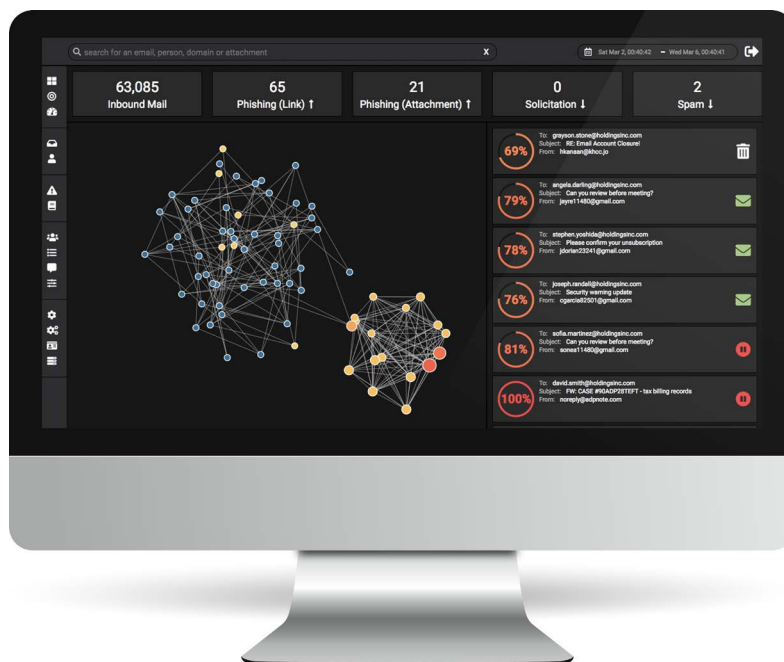 search for an email, person, domain or attachment X Sat Mar 2, 00:40:42 – Wed Mar 6, 00:40:41
63,085 65 21 0 2
Inbound Mail Phishing (Link) ↑ Phishing (Attachment) ↑ Solicitation ↓ Spam ↓
69% To: grayson.stone@holdingsinc.com
Subject: RE: Email Account Closure!
From: hkanaan@khcc.jo
79% To: angela.darling@holdingsinc.com
Subject: Can you review before meeting?
From: jayre11480@gmail.com
78% To: stephen.yoshida@holdingsinc.com
Subject: Please confirm your unsubscription
From: jdorian23241@gmail.com
76% To: joseph.randall@holdingsinc.com
Subject: Security warning update
From: cgarcia82501@gmail.com
81% To: sofia.martinez@holdingsinc.com
Subject: Can you review before meeting?
From: sones11480@gmail.com
100% To: david.smith@holdingsinc.com
Subject: FW: CASE #90ADP28TEFT - tax billing records
From: noreply@edpnote.com